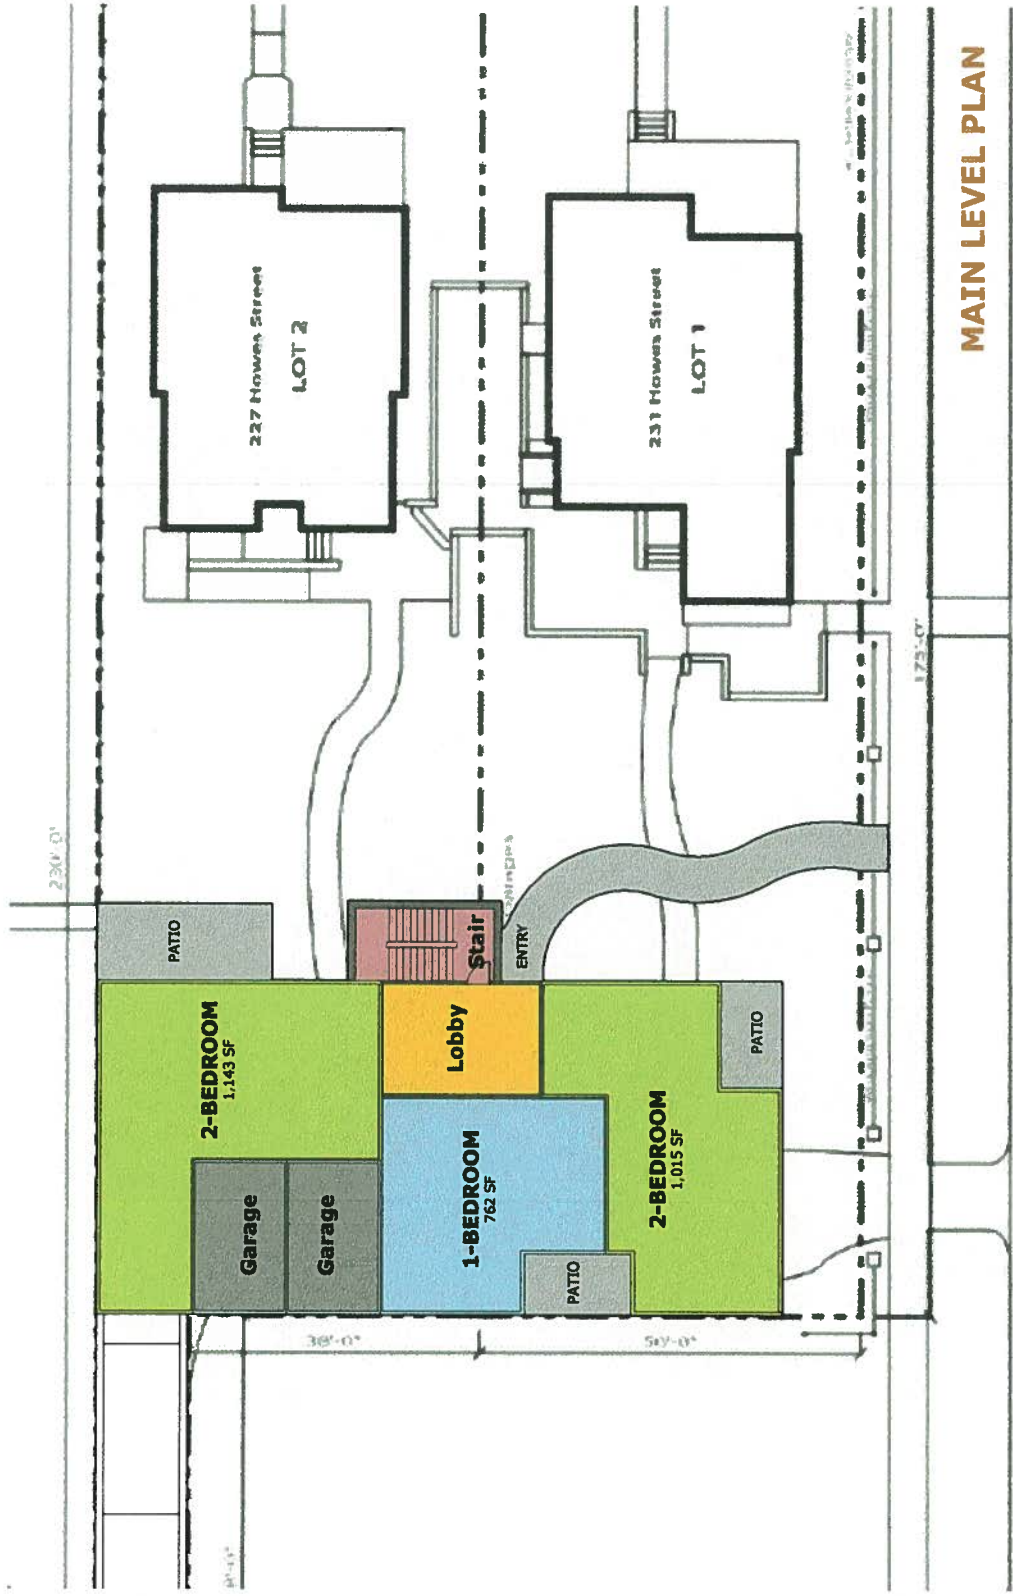 MAIN LEVEL PLAN
227 Howes Street
LOT 2
231 Howes Street
LOT 1
175'-0"
230'-0"
PATIO
Stair
ENTRY
2-BEDROOM
1,143 SF
Lobby
PATIO
Garage
Garage
1-BEDROOM
762 SF
2-BEDROOM
1,015 SF
PATIO
38'-0"
50'-0"